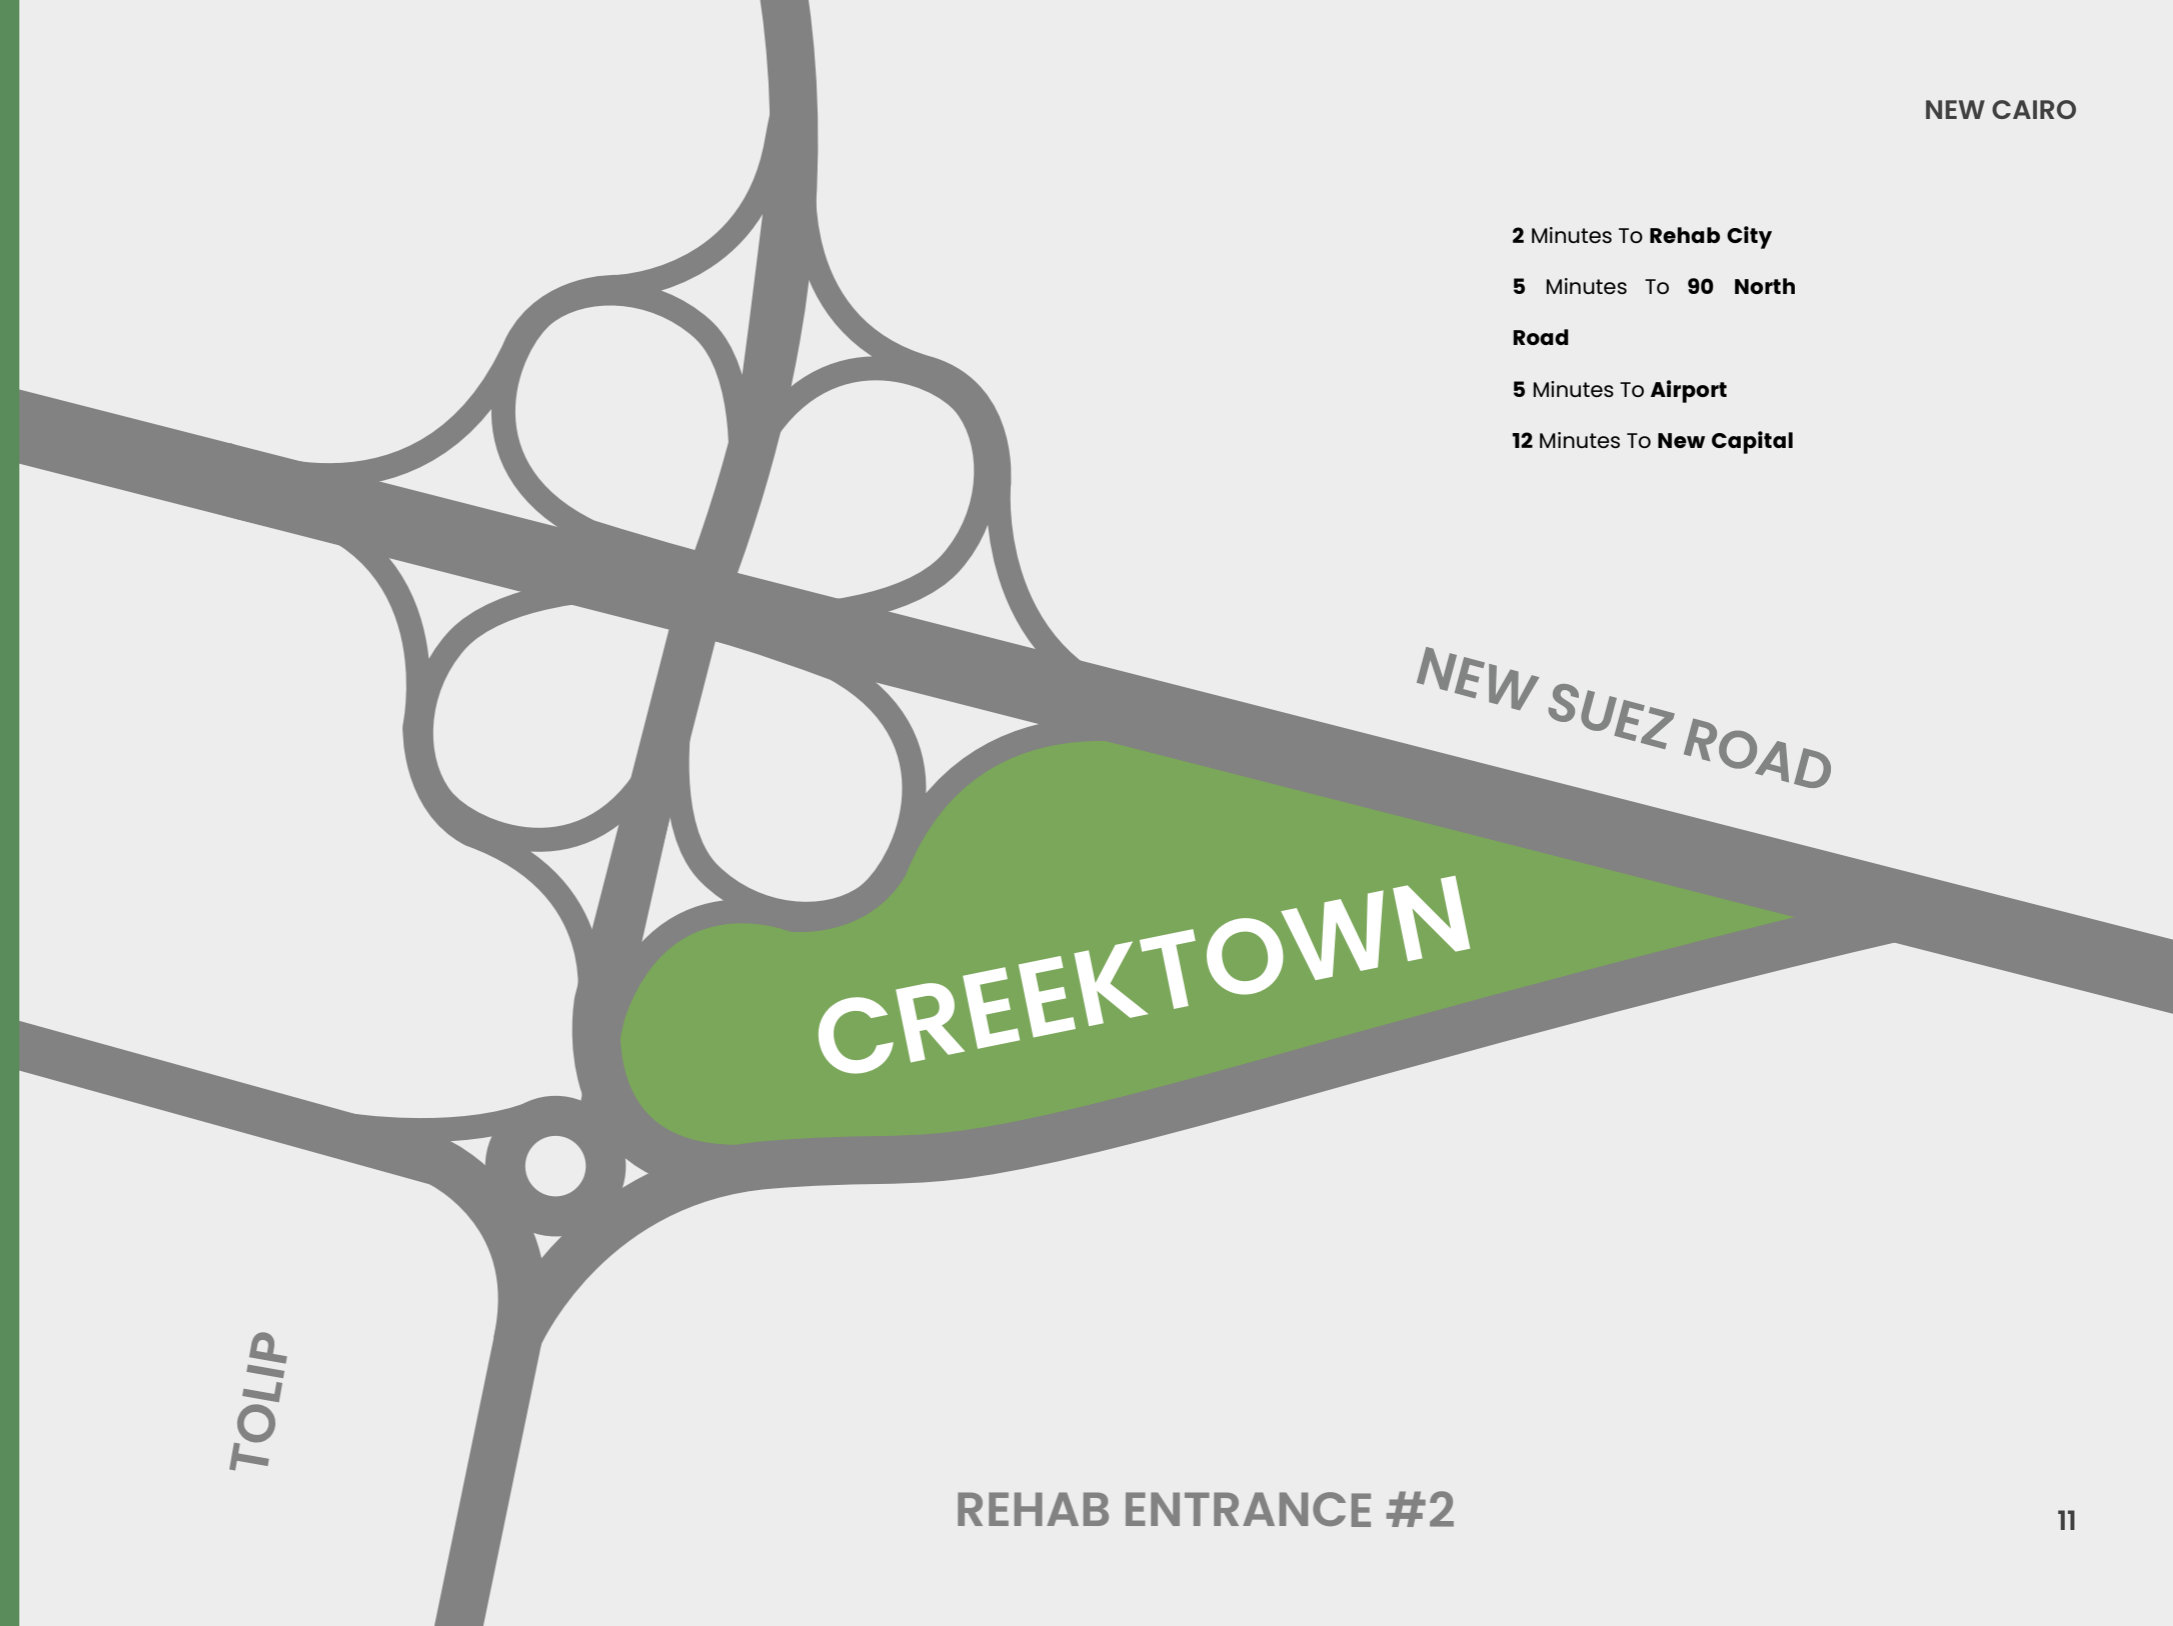 NEW CAIRO
2 Minutes To Rehab City
5 Minutes To 90 North
Road
5 Minutes To Airport
12 Minutes To New Capital
NEW SUEZ ROAD
CREEKTOWN
TOLIP
REHAB ENTRANCE #2
11